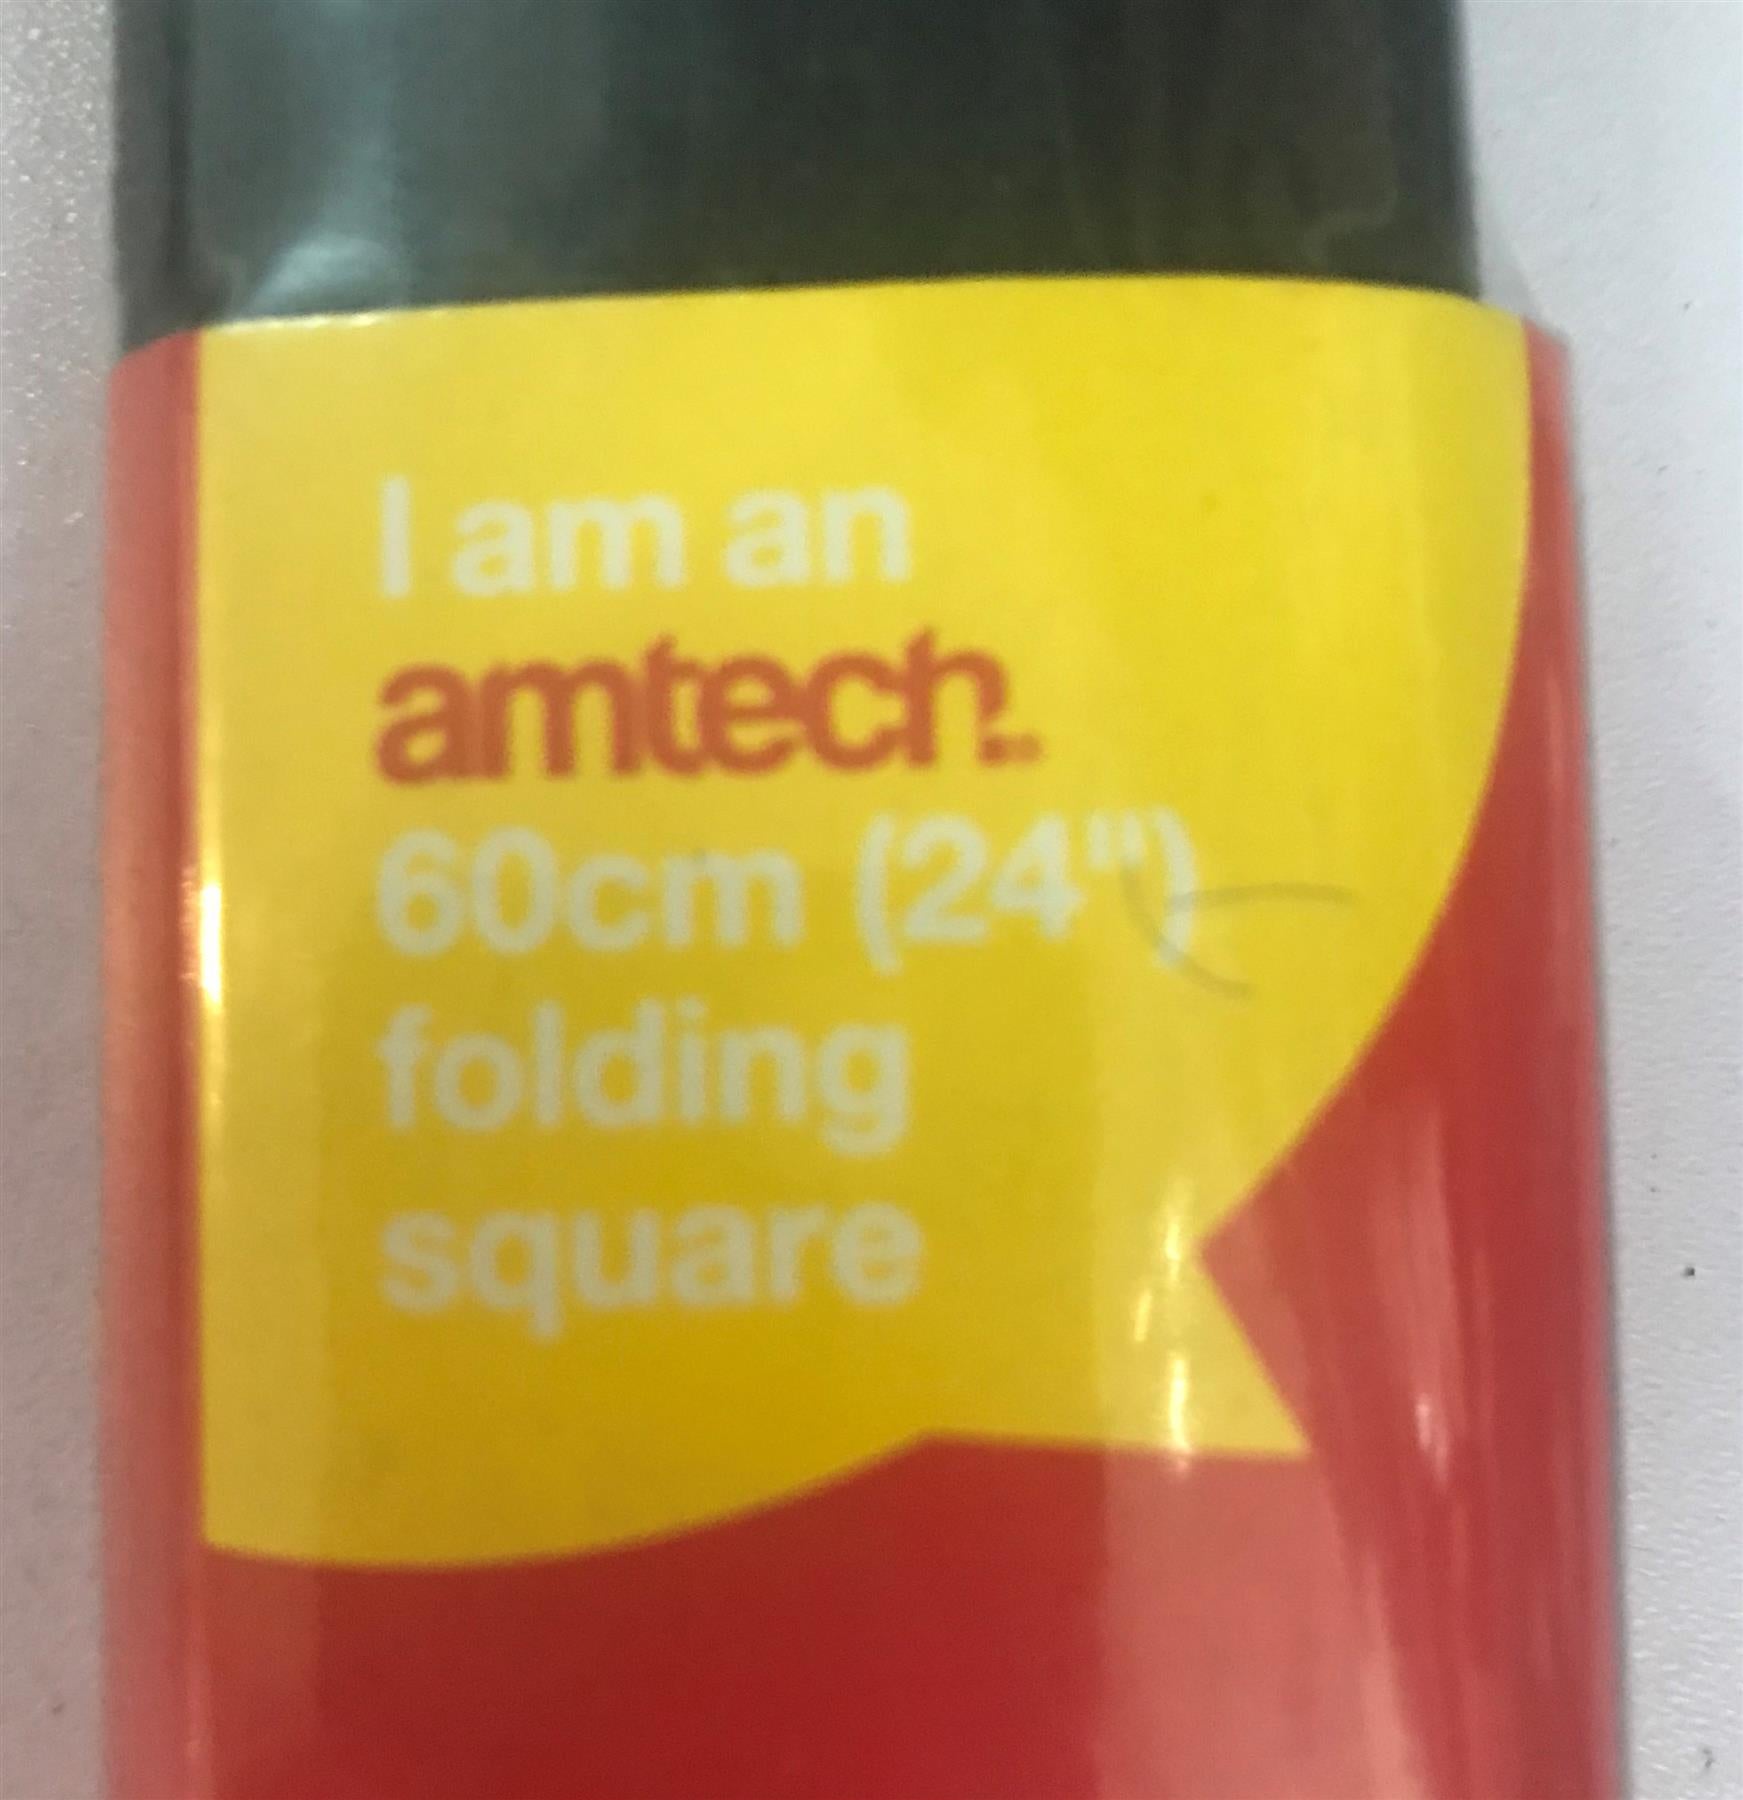 I am an
amtech
60cm (24")
folding
square